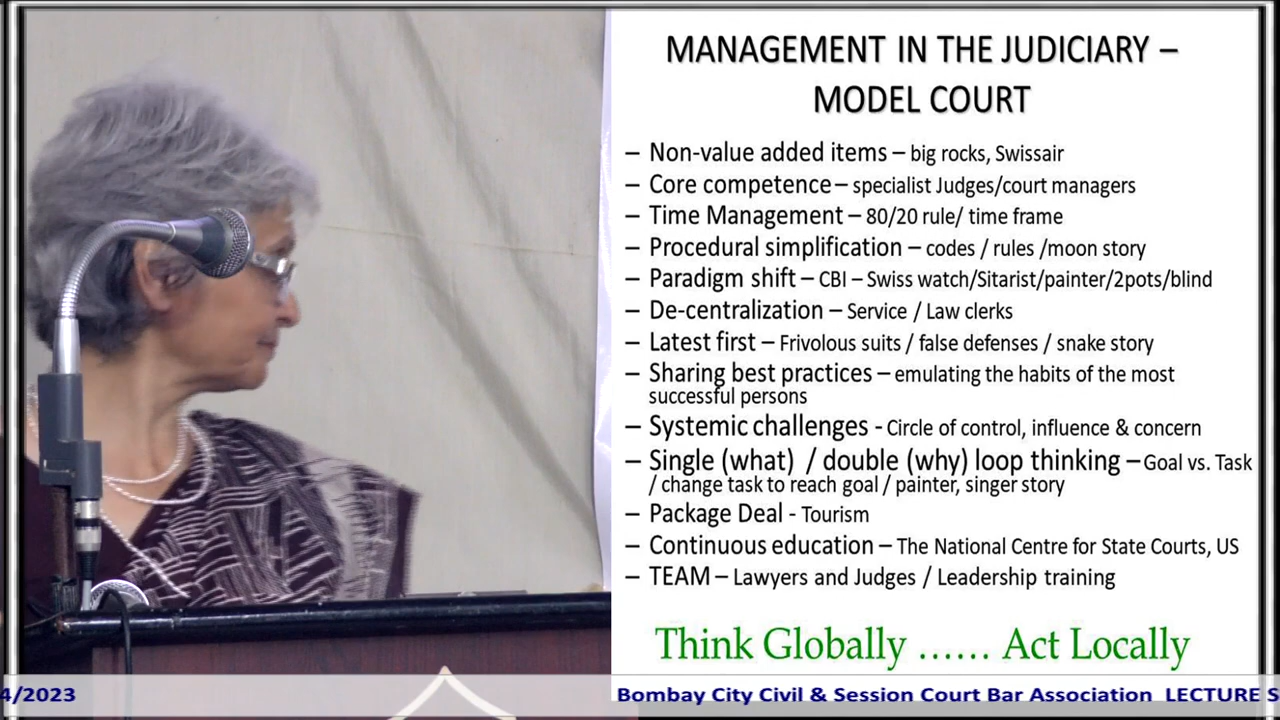 MANAGEMENT IN THE JUDICIARY –
MODEL COURT
– Non-value added items – big rocks, Swissair
– Core competence – specialist Judges/court managers
– Time Management – 80/20 rule/ time frame
– Procedural simplification – codes / rules /moon story
– Paradigm shift – CBI – Swiss watch/Sitarist/painter/2pots/blind
– De-centralization – Service / Law clerks
– Latest first – Frivolous suits / false defenses / snake story
– Sharing best practices – emulating the habits of the most
successful persons
– Systemic challenges - Circle of control, influence & concern
– Single (what) / double (why) loop thinking – Goal vs. Task
/ change task to reach goal / painter, singer story
– Package Deal - Tourism
– Continuous education – The National Centre for State Courts, US
– TEAM – Lawyers and Judges / Leadership training
Think Globally ...... Act Locally
4/2023
Bombay City Civil & Session Court Bar Association LECTURE S